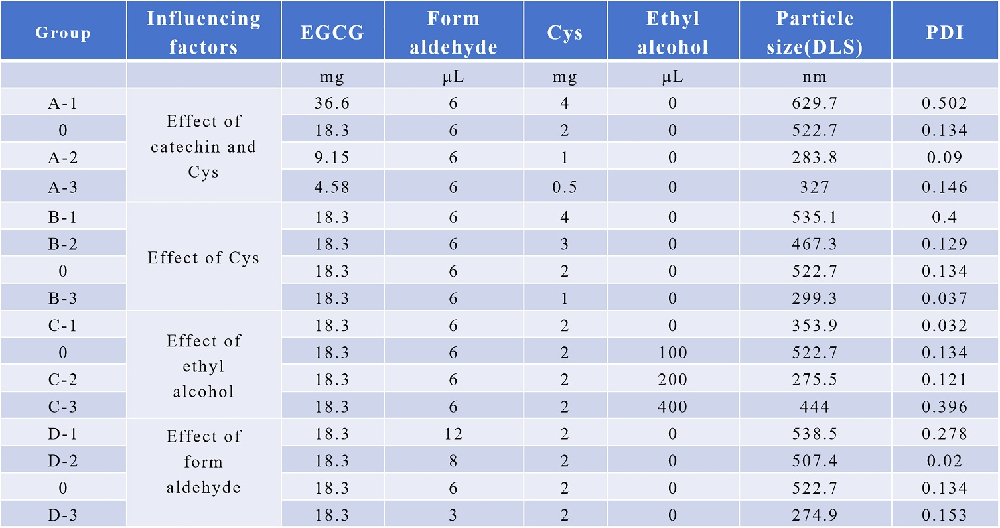 Group Influencing factors EGCG Form aldehyde Cys Ethyl alcohol Particle size(DLS) PDI
mg μL mg μL nm
A-1 Effect of catechin and Cys 36.6 6 4 0 629.7 0.502
0 18.3 6 2 0 522.7 0.134
A-2 9.15 6 1 0 283.8 0.09
A-3 4.58 6 0.5 0 327 0.146
B-1 Effect of Cys 18.3 6 4 0 535.1 0.4
B-2 18.3 6 3 0 467.3 0.129
0 18.3 6 2 0 522.7 0.134
B-3 18.3 6 1 0 299.3 0.037
C-1 Effect of ethyl alcohol 18.3 6 2 0 353.9 0.032
0 18.3 6 2 100 522.7 0.134
C-2 18.3 6 2 200 275.5 0.121
C-3 18.3 6 2 400 444 0.396
D-1 Effect of form aldehyde 18.3 12 2 0 538.5 0.278
D-2 18.3 8 2 0 507.4 0.02
0 18.3 6 2 0 522.7 0.134
D-3 18.3 3 2 0 274.9 0.153